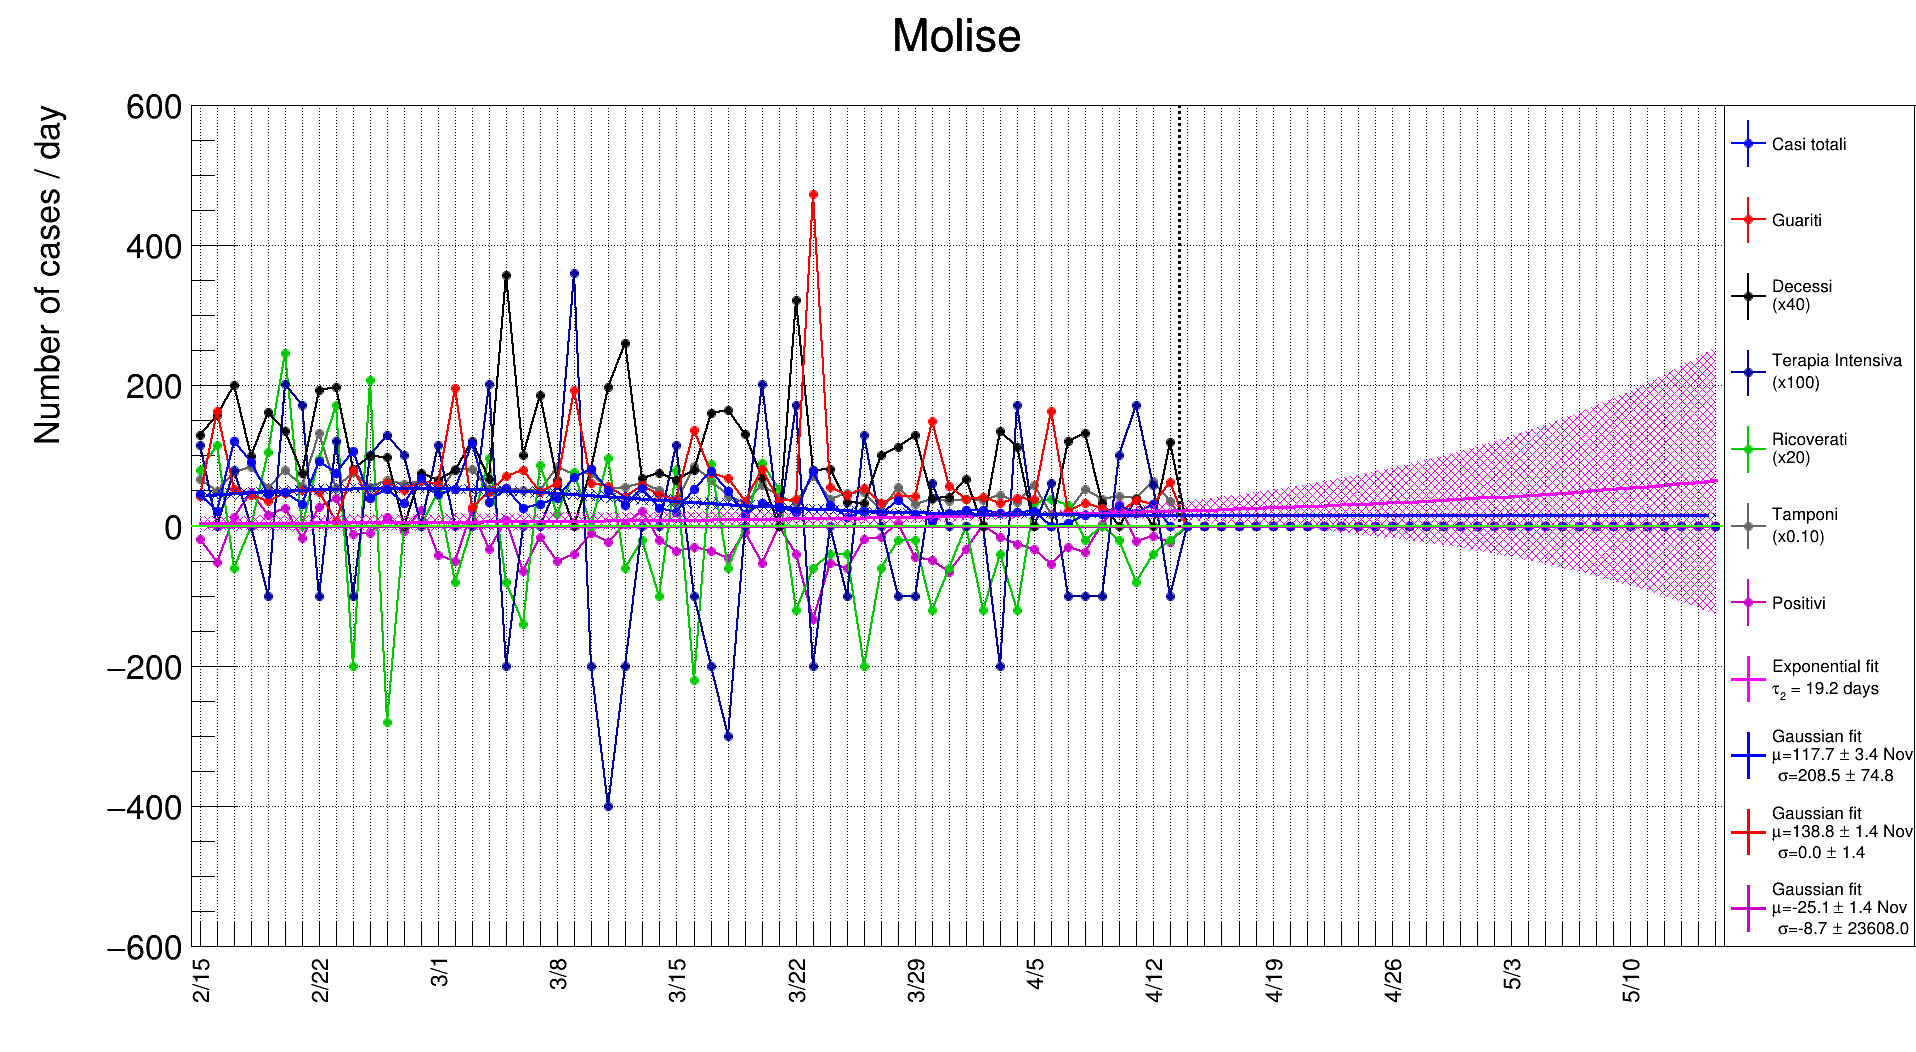 Molise
Number of cases / day
600
400
200
0
−200
−400
−600
2/15
2/22
3/1
3/8
3/15
3/22
3/29
4/5
4/12
4/19
4/26
5/3
5/10
Casi totali
Guariti
Decessi
(x40)
Terapia Intensiva
(x100)
Ricoverati
(x20)
Tamponi
(x0.10)
Positivi
Exponential fit
τ2 = 19.2 days
Gaussian fit
μ=117.7 ± 3.4 Nov
σ=208.5 ± 74.8
Gaussian fit
μ=138.8 ± 1.4 Nov
σ=0.0 ± 1.4
Gaussian fit
μ=-25.1 ± 1.4 Nov
σ=-8.7 ± 23608.0